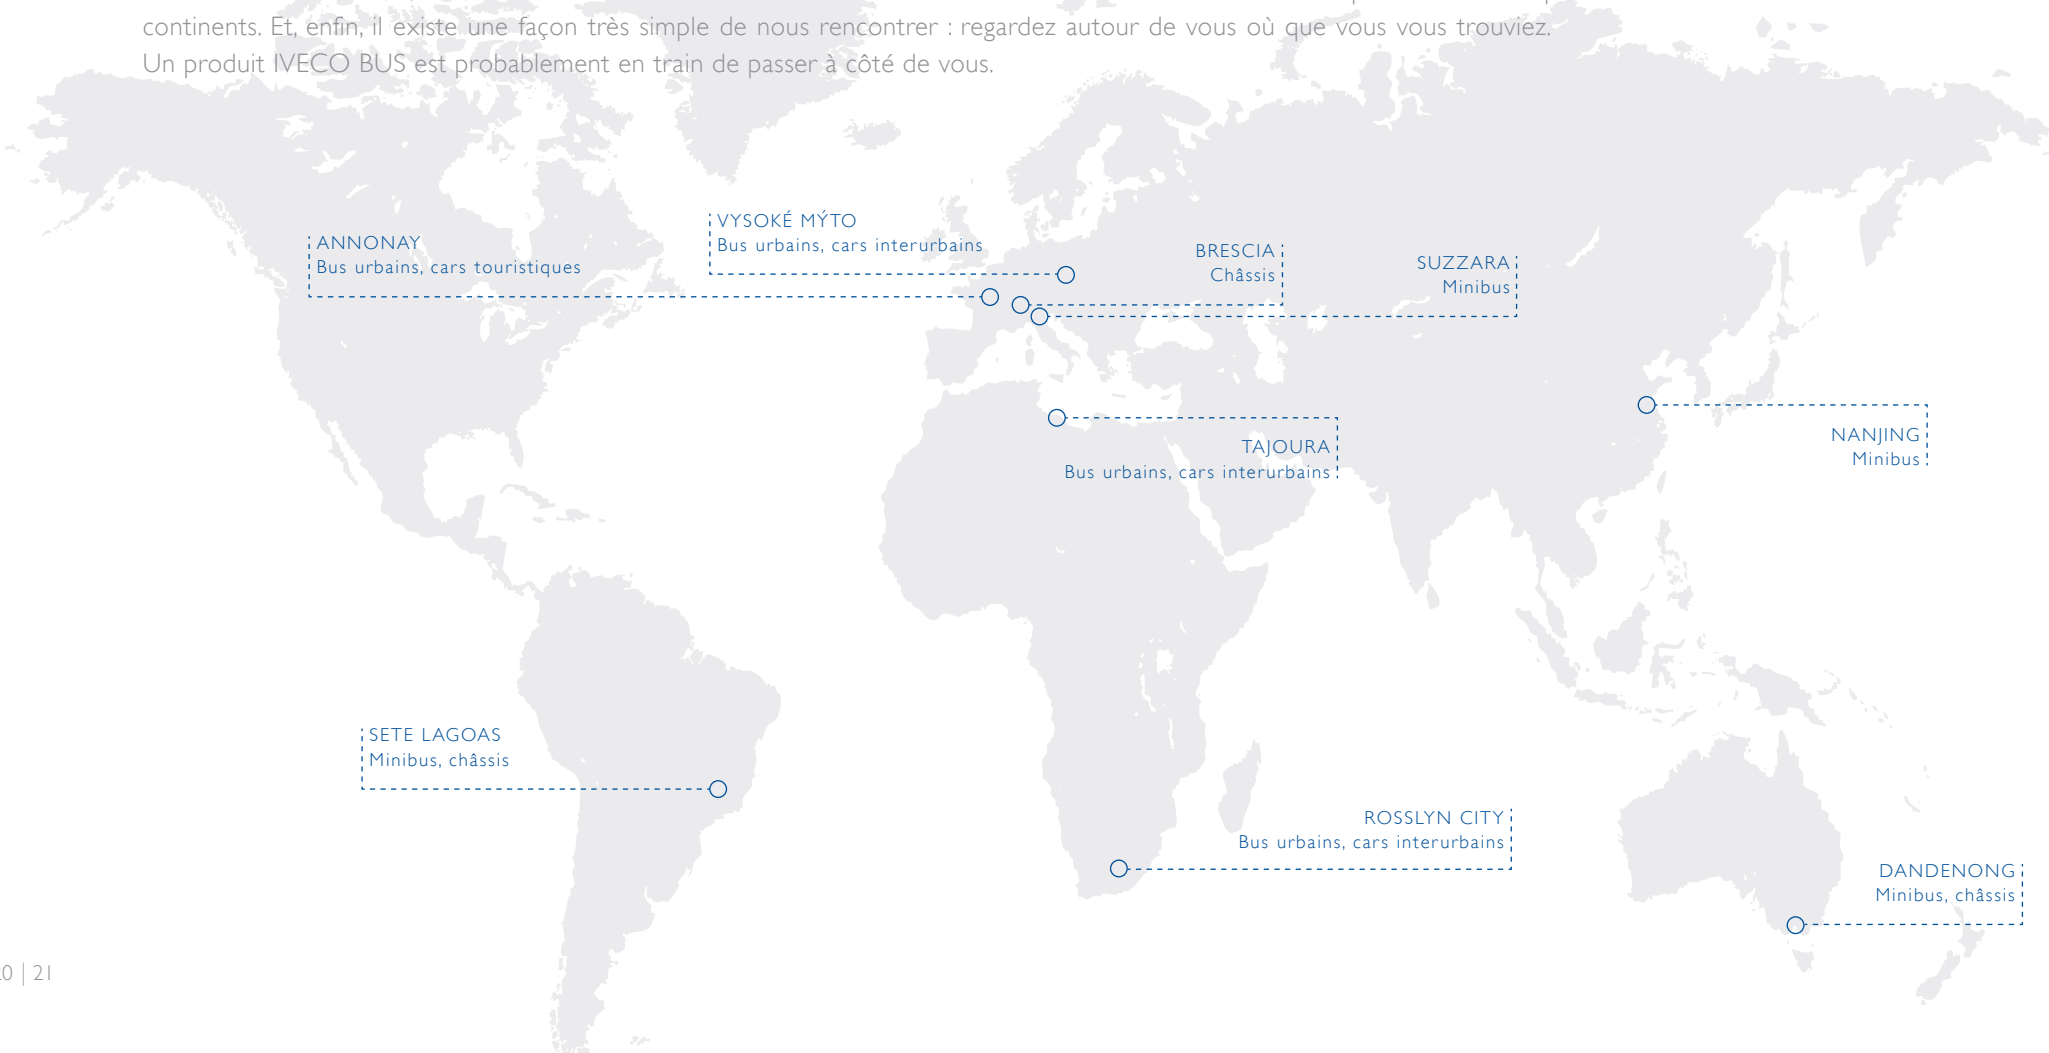 continents. Et, enfin, il existe une façon très simple de nous rencontrer : regardez autour de vous où que vous vous trouviez.
Un produit IVECO BUS est probablement en train de passer à côté de vous.
VYSOKÉ MÝTO
Bus urbains, cars interurbains
ANNONAY
Bus urbains, cars touristiques
BRESCIA
Châssis
SUZZARA
Minibus
TAJOURA
Bus urbains, cars interurbains
NANJING
Minibus
SETE LAGOAS
Minibus, châssis
ROSSLYN CITY
Bus urbains, cars interurbains
DANDENONG
Minibus, châssis
20 | 21